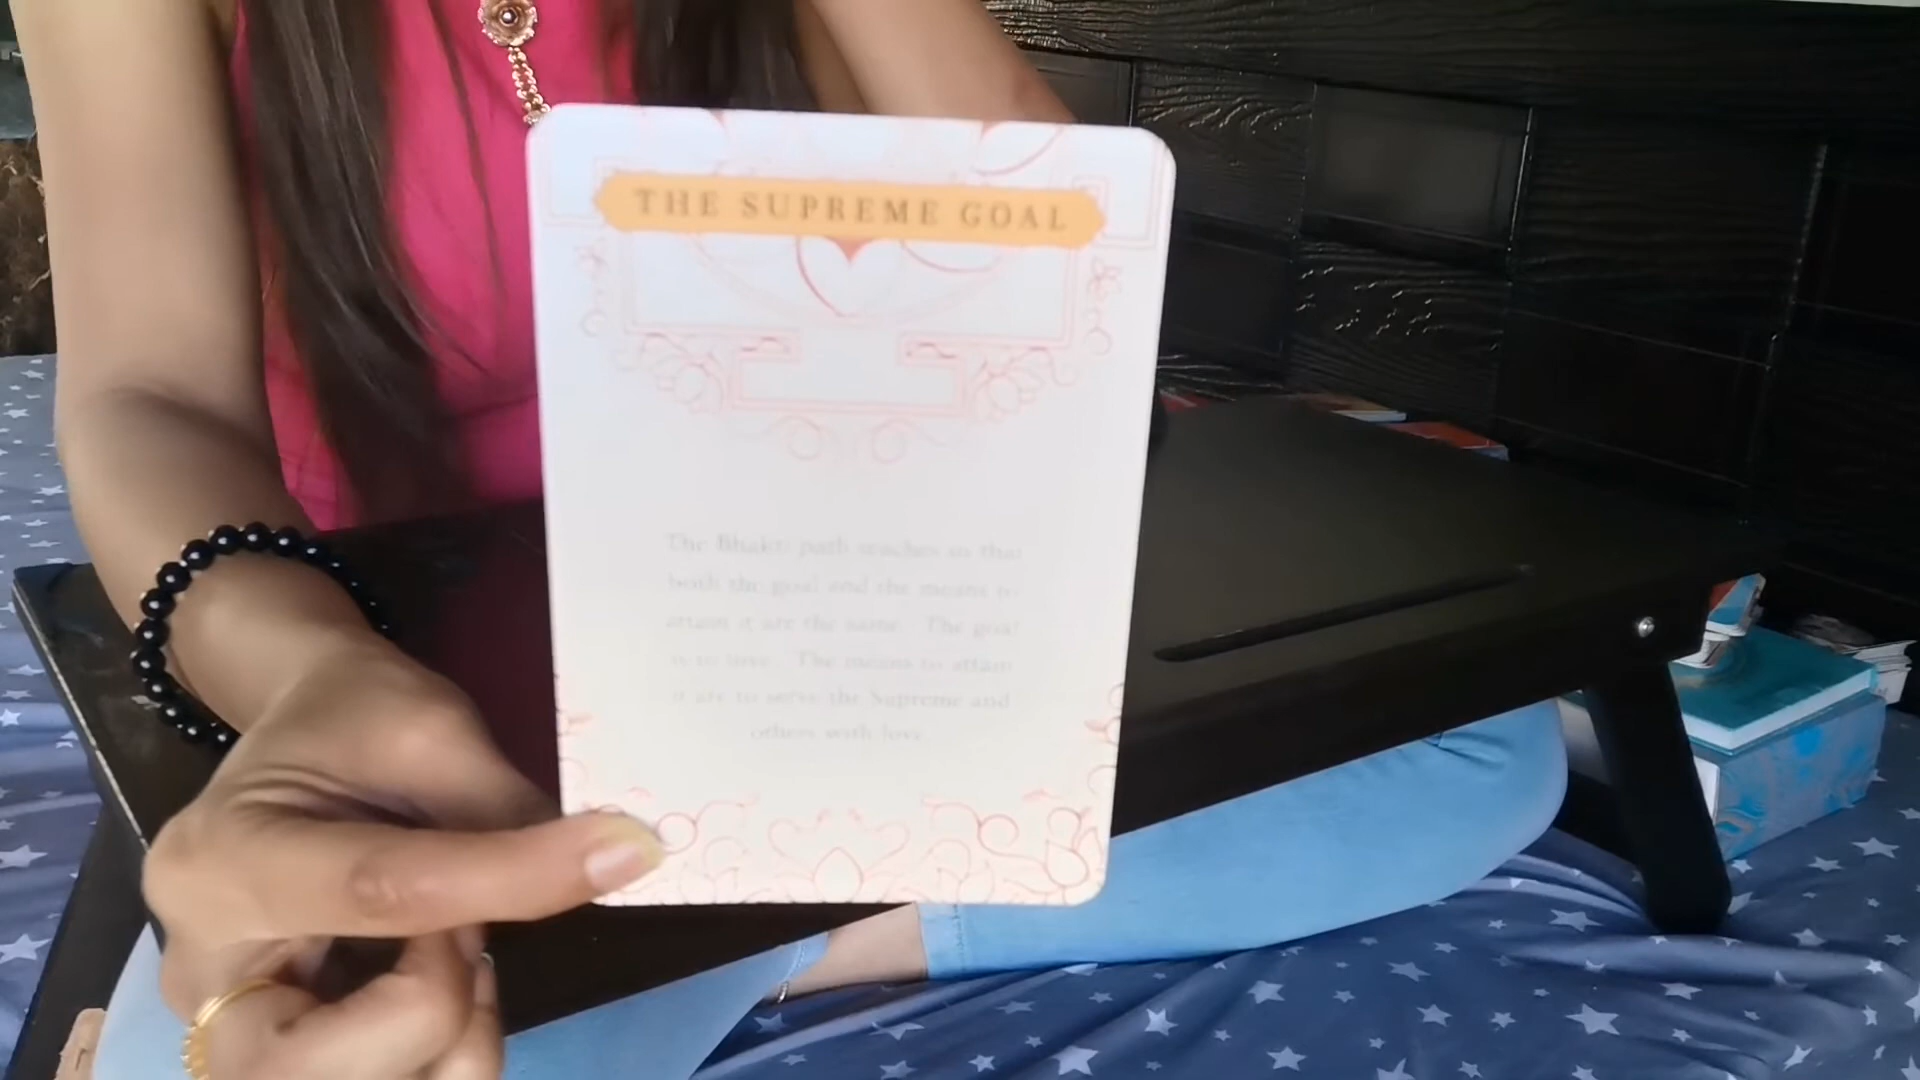 THE SUPREME GOAL
The Bhakti path teaches us that
both the goal and the means to
attain it are the same. The goal
is to love. The means to attain
it are to serve the Supreme and
others with love.